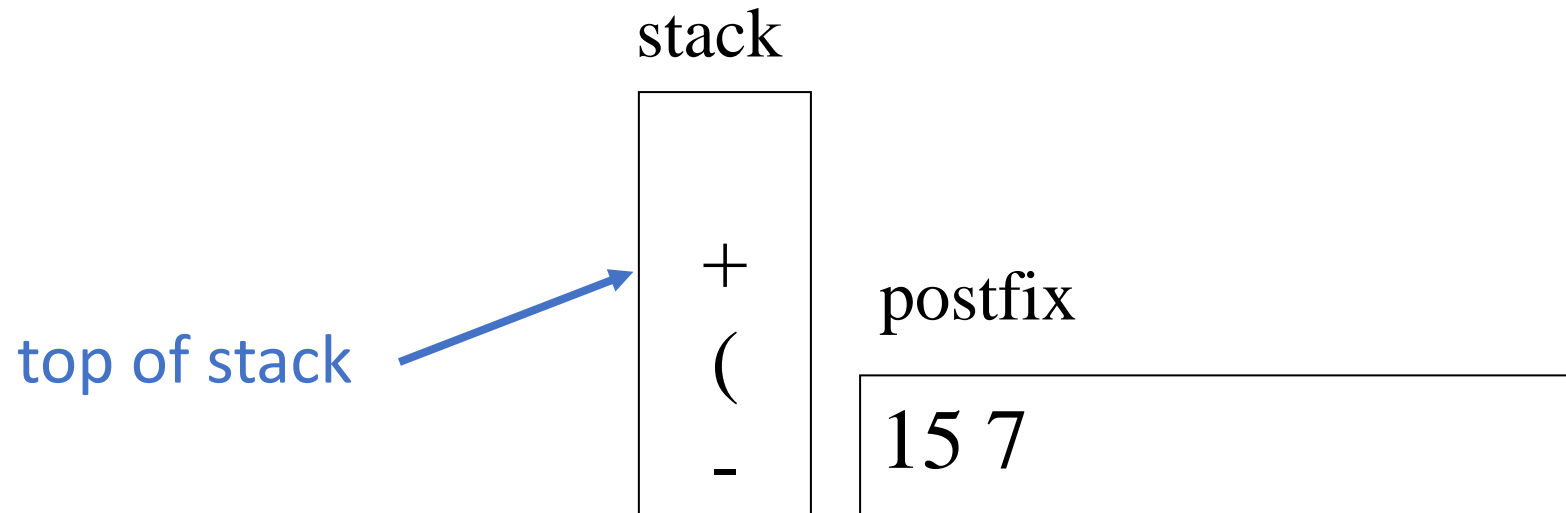 stack
+
postfix
top of stack
(
15 7
-